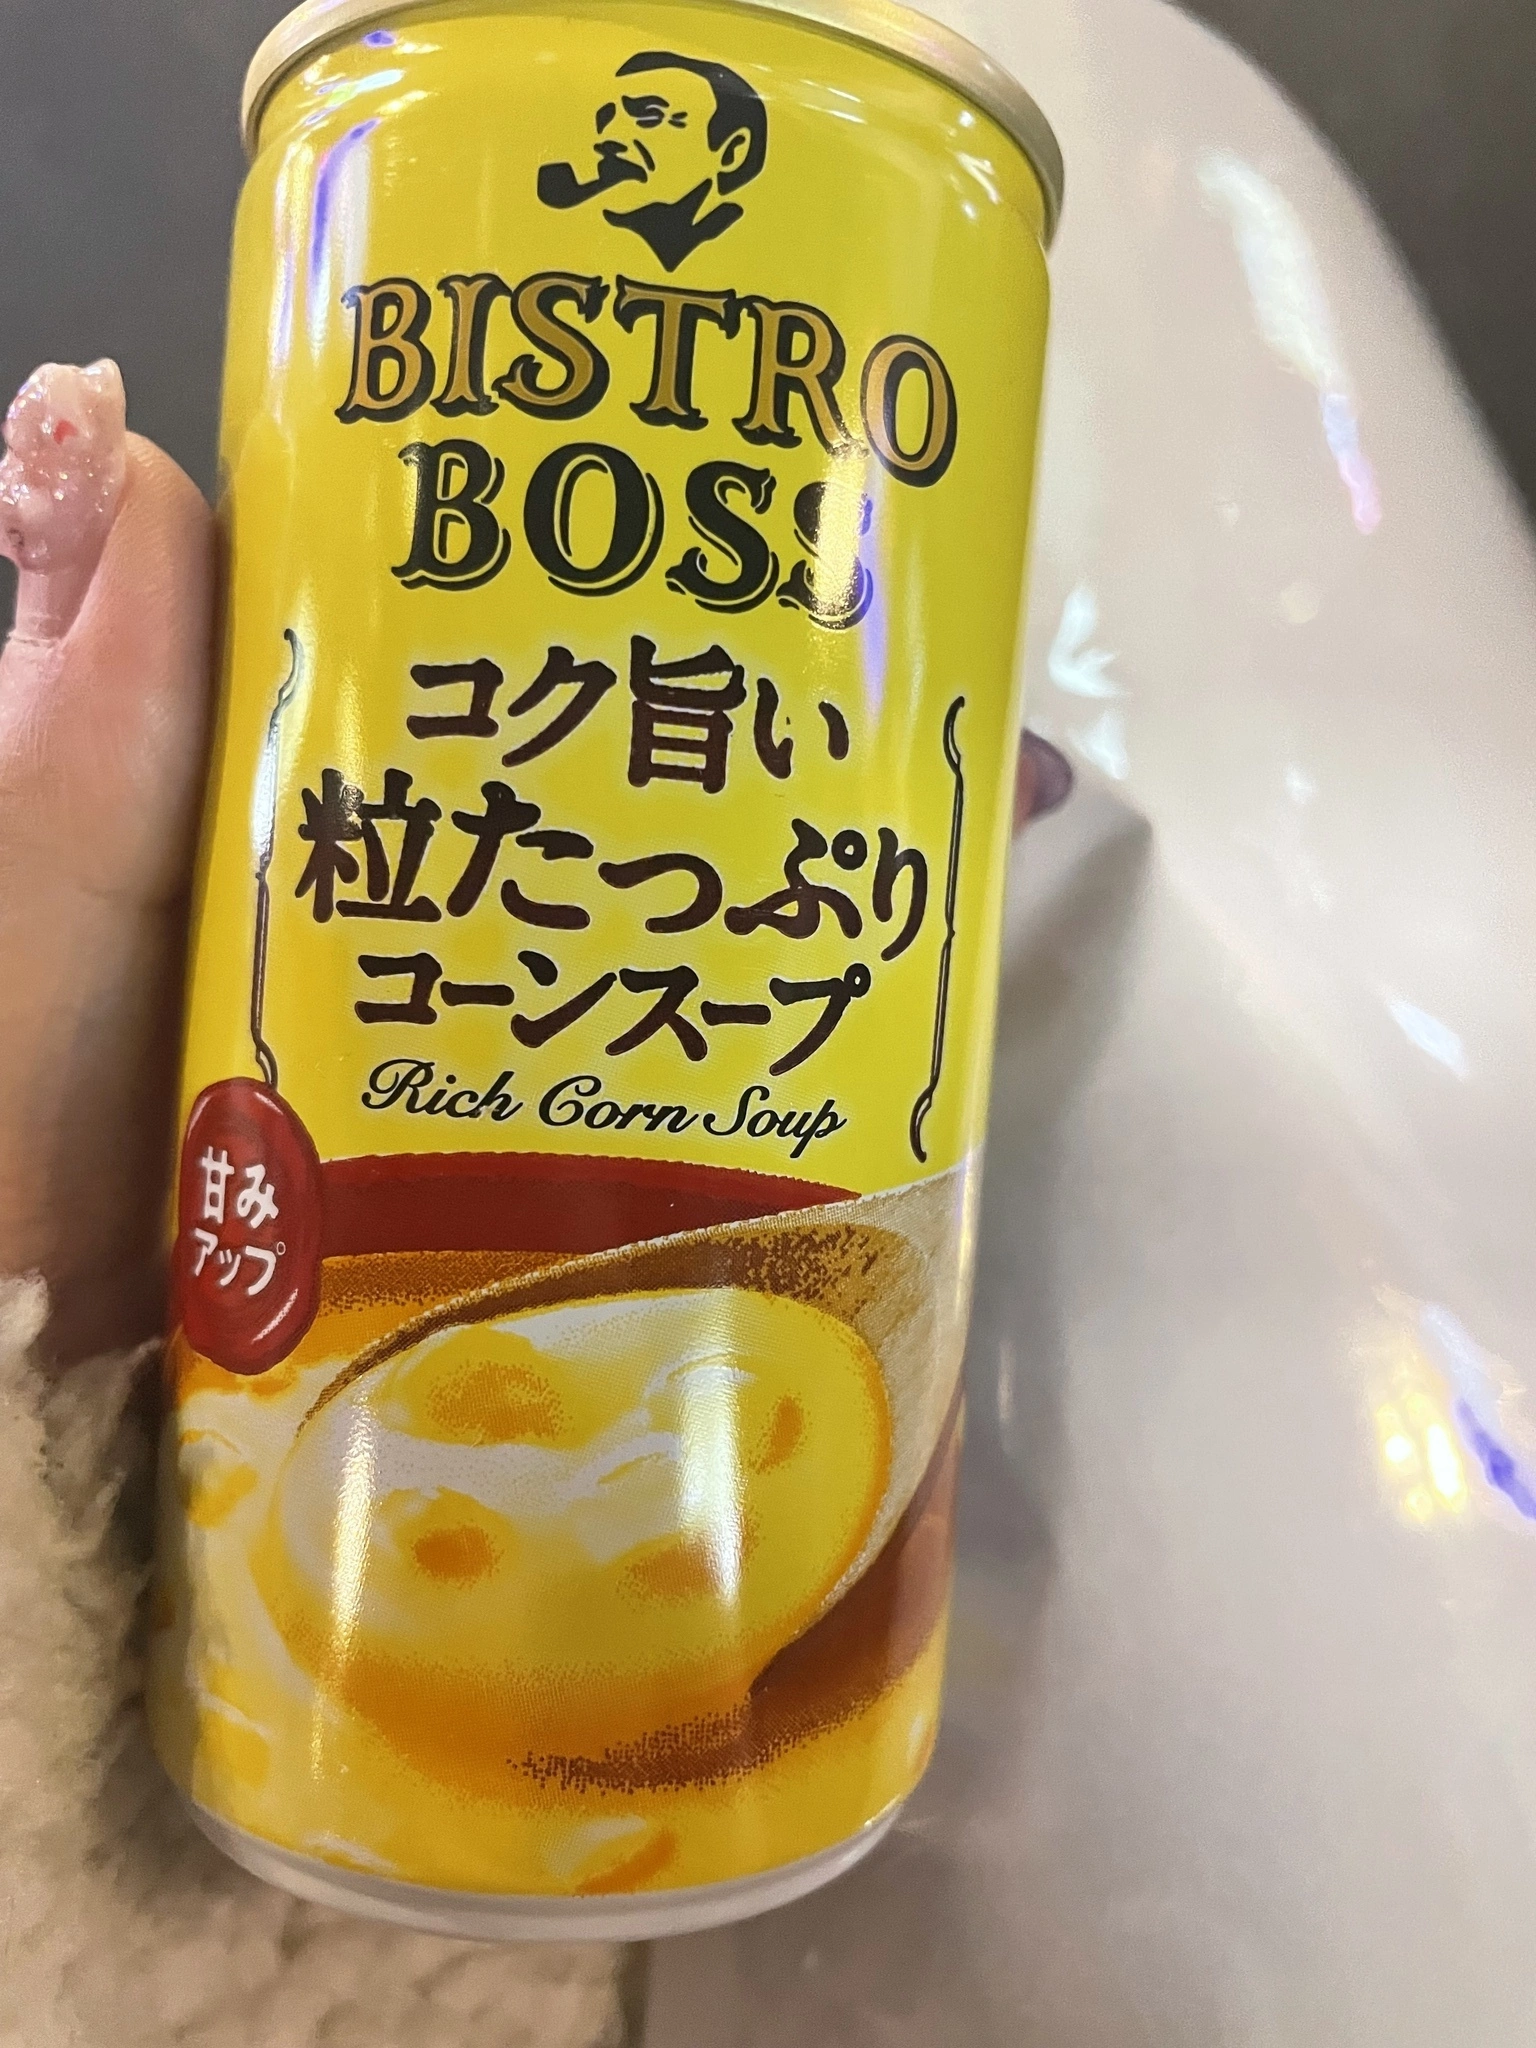 BISTRO
BOSS
コク旨い
粒たっぷり
コーンスープ
Rich Corn Soup
甘み
アップ